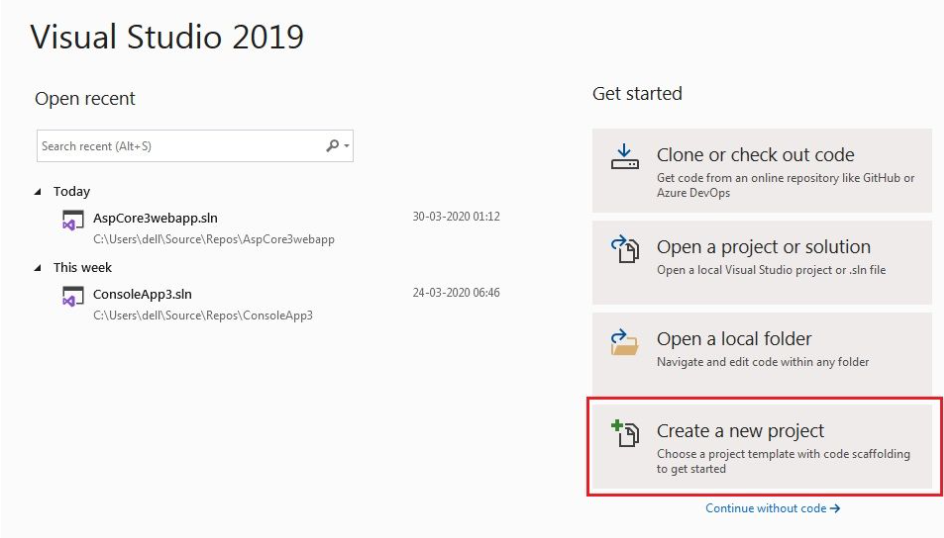 Visual Studio 2019
Open recent
Search recent (Alt+S)
Today
AspCore3webapp.sln 30-03-2020 01:12
C:\Users\dell\Source\Repos\AspCore3webapp
This week
ConsoleApp3.sln 24-03-2020 06:46
C:\Users\dell\Source\Repos\ConsoleApp3
Get started
Clone or check out code
Get code from an online repository like GitHub or
Azure DevOps
Open a project or solution
Open a local Visual Studio project or .sln file
Open a local folder
Navigate and edit code within any folder
Create a new project
Choose a project template with code scaffolding
to get started
Continue without code →